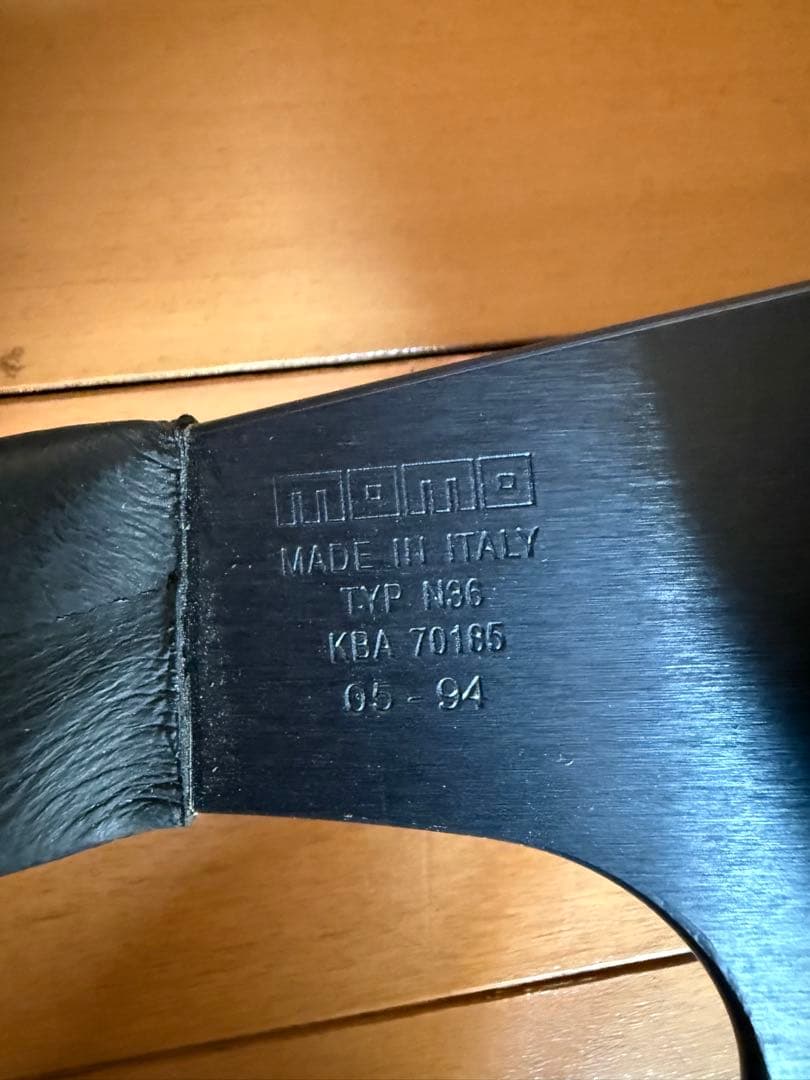 momo
MADE IN ITALY
TYP N36
KBA 70185
05 - 94